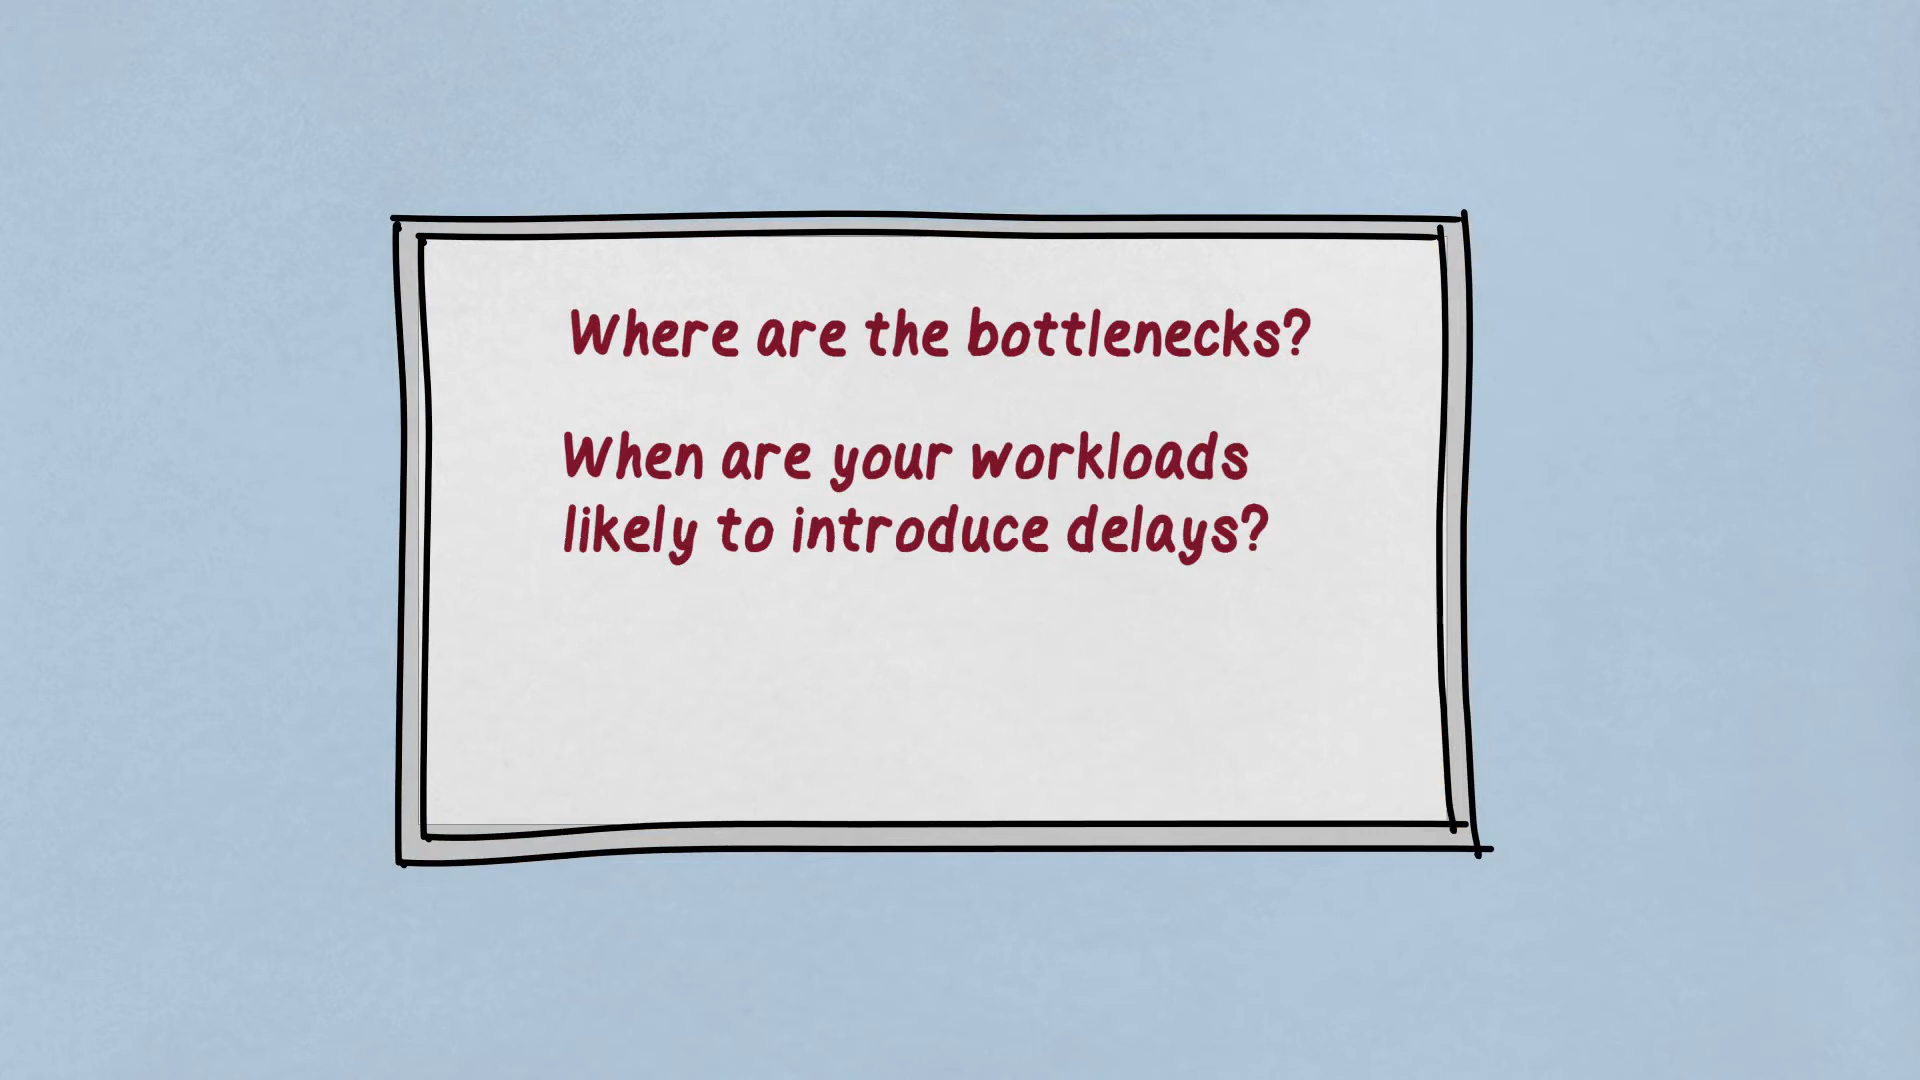 Where are the bottlenecks?
When are your workloads
likely to introduce delays?